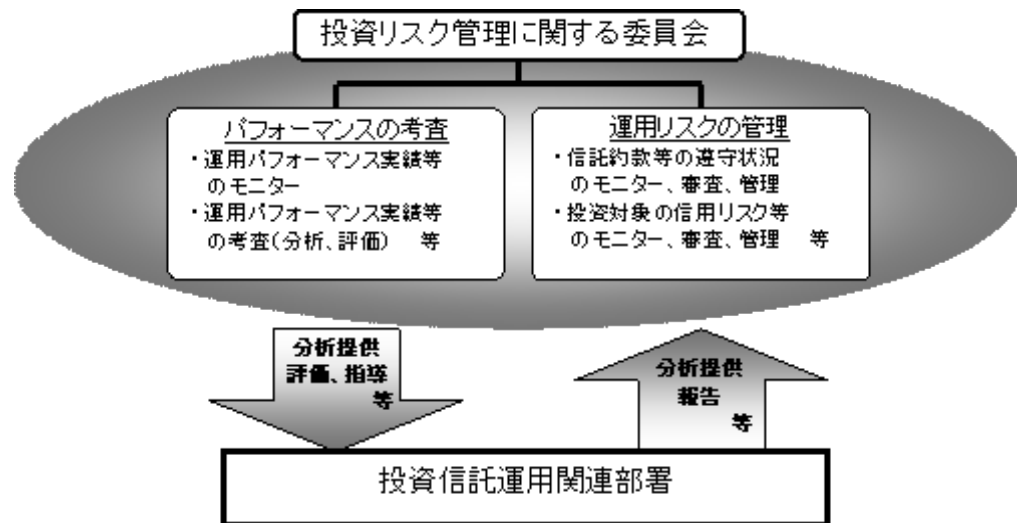 投資リスク管理に関する委員会
パフォーマンスの考査
・運用パフォーマンス実績等
のモニター
・運用パフォーマンス実績等
の考査(分析、評価) 等
運用リスクの管理
・信託約款等の遵守状況
のモニター、審査、管理
・投資対象の信用リスク等
のモニター、審査、管理 等
分析提供
評価、指導
等
分析提供
報告
等
投資信託運用関連部署